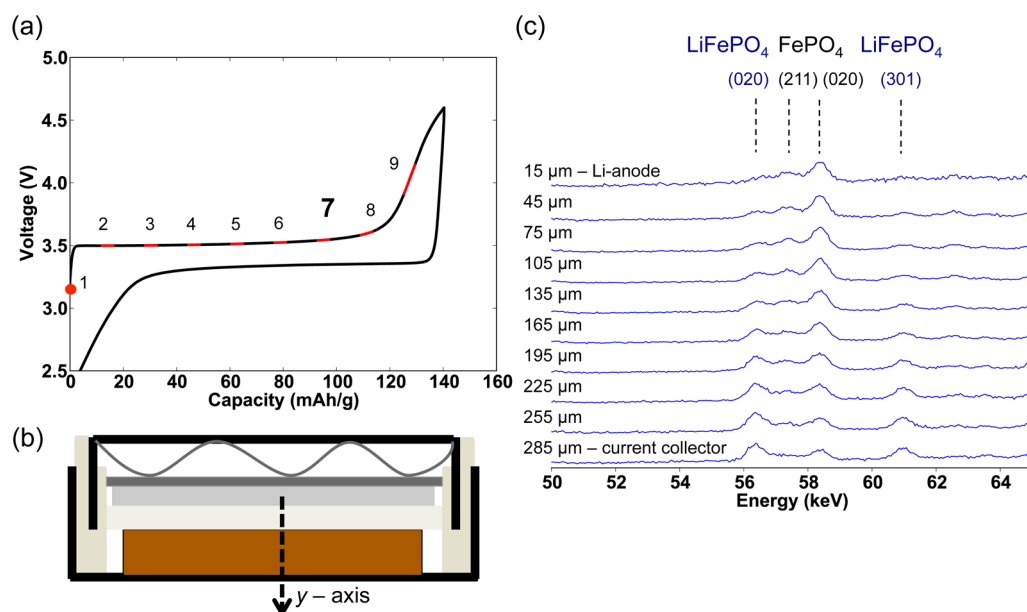 (a)
5.0
4.5
4.0
3.5
3.0
2.5
Voltage (V)
1
2
3
4
5
6
7
8
9
0
20
40
60
80
100
120
140
160
Capacity (mAh/g)
(b)
y – axis
(c)
LiFePO4 FePO4 LiFePO4
(020) (211) (020) (301)
15 µm – Li-anode
45 µm
75 µm
105 µm
135 µm
165 µm
195 µm
225 µm
255 µm
285 µm – current collector
50 52 54 56 58 60 62 64
Energy (keV)